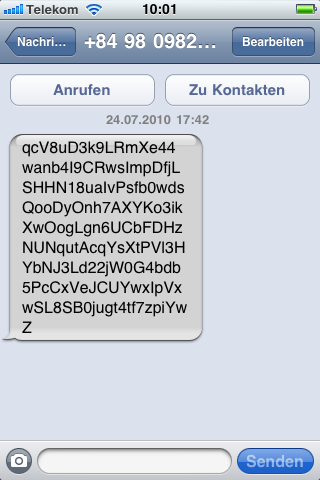 Telekom 10:01
Nachri... +84 98 0982... Bearbeiten
Anrufen Zu Kontakten
24.07.2010 17:42
qcV8uD3k9LRmXe44
wanb4I9CRwsImpDfjL
SHHN18uaIvPsfb0wds
QooDyOnh7AXYKo3ik
XwOogLgn6UCbFDHz
NUNqutAcqYsXtPVl3H
YbNJ3Ld22jW0G4bdb
5PcCxVeJCUYwxIpVx
wSL8SB0jugt4tf7zpiYw
Z
Senden